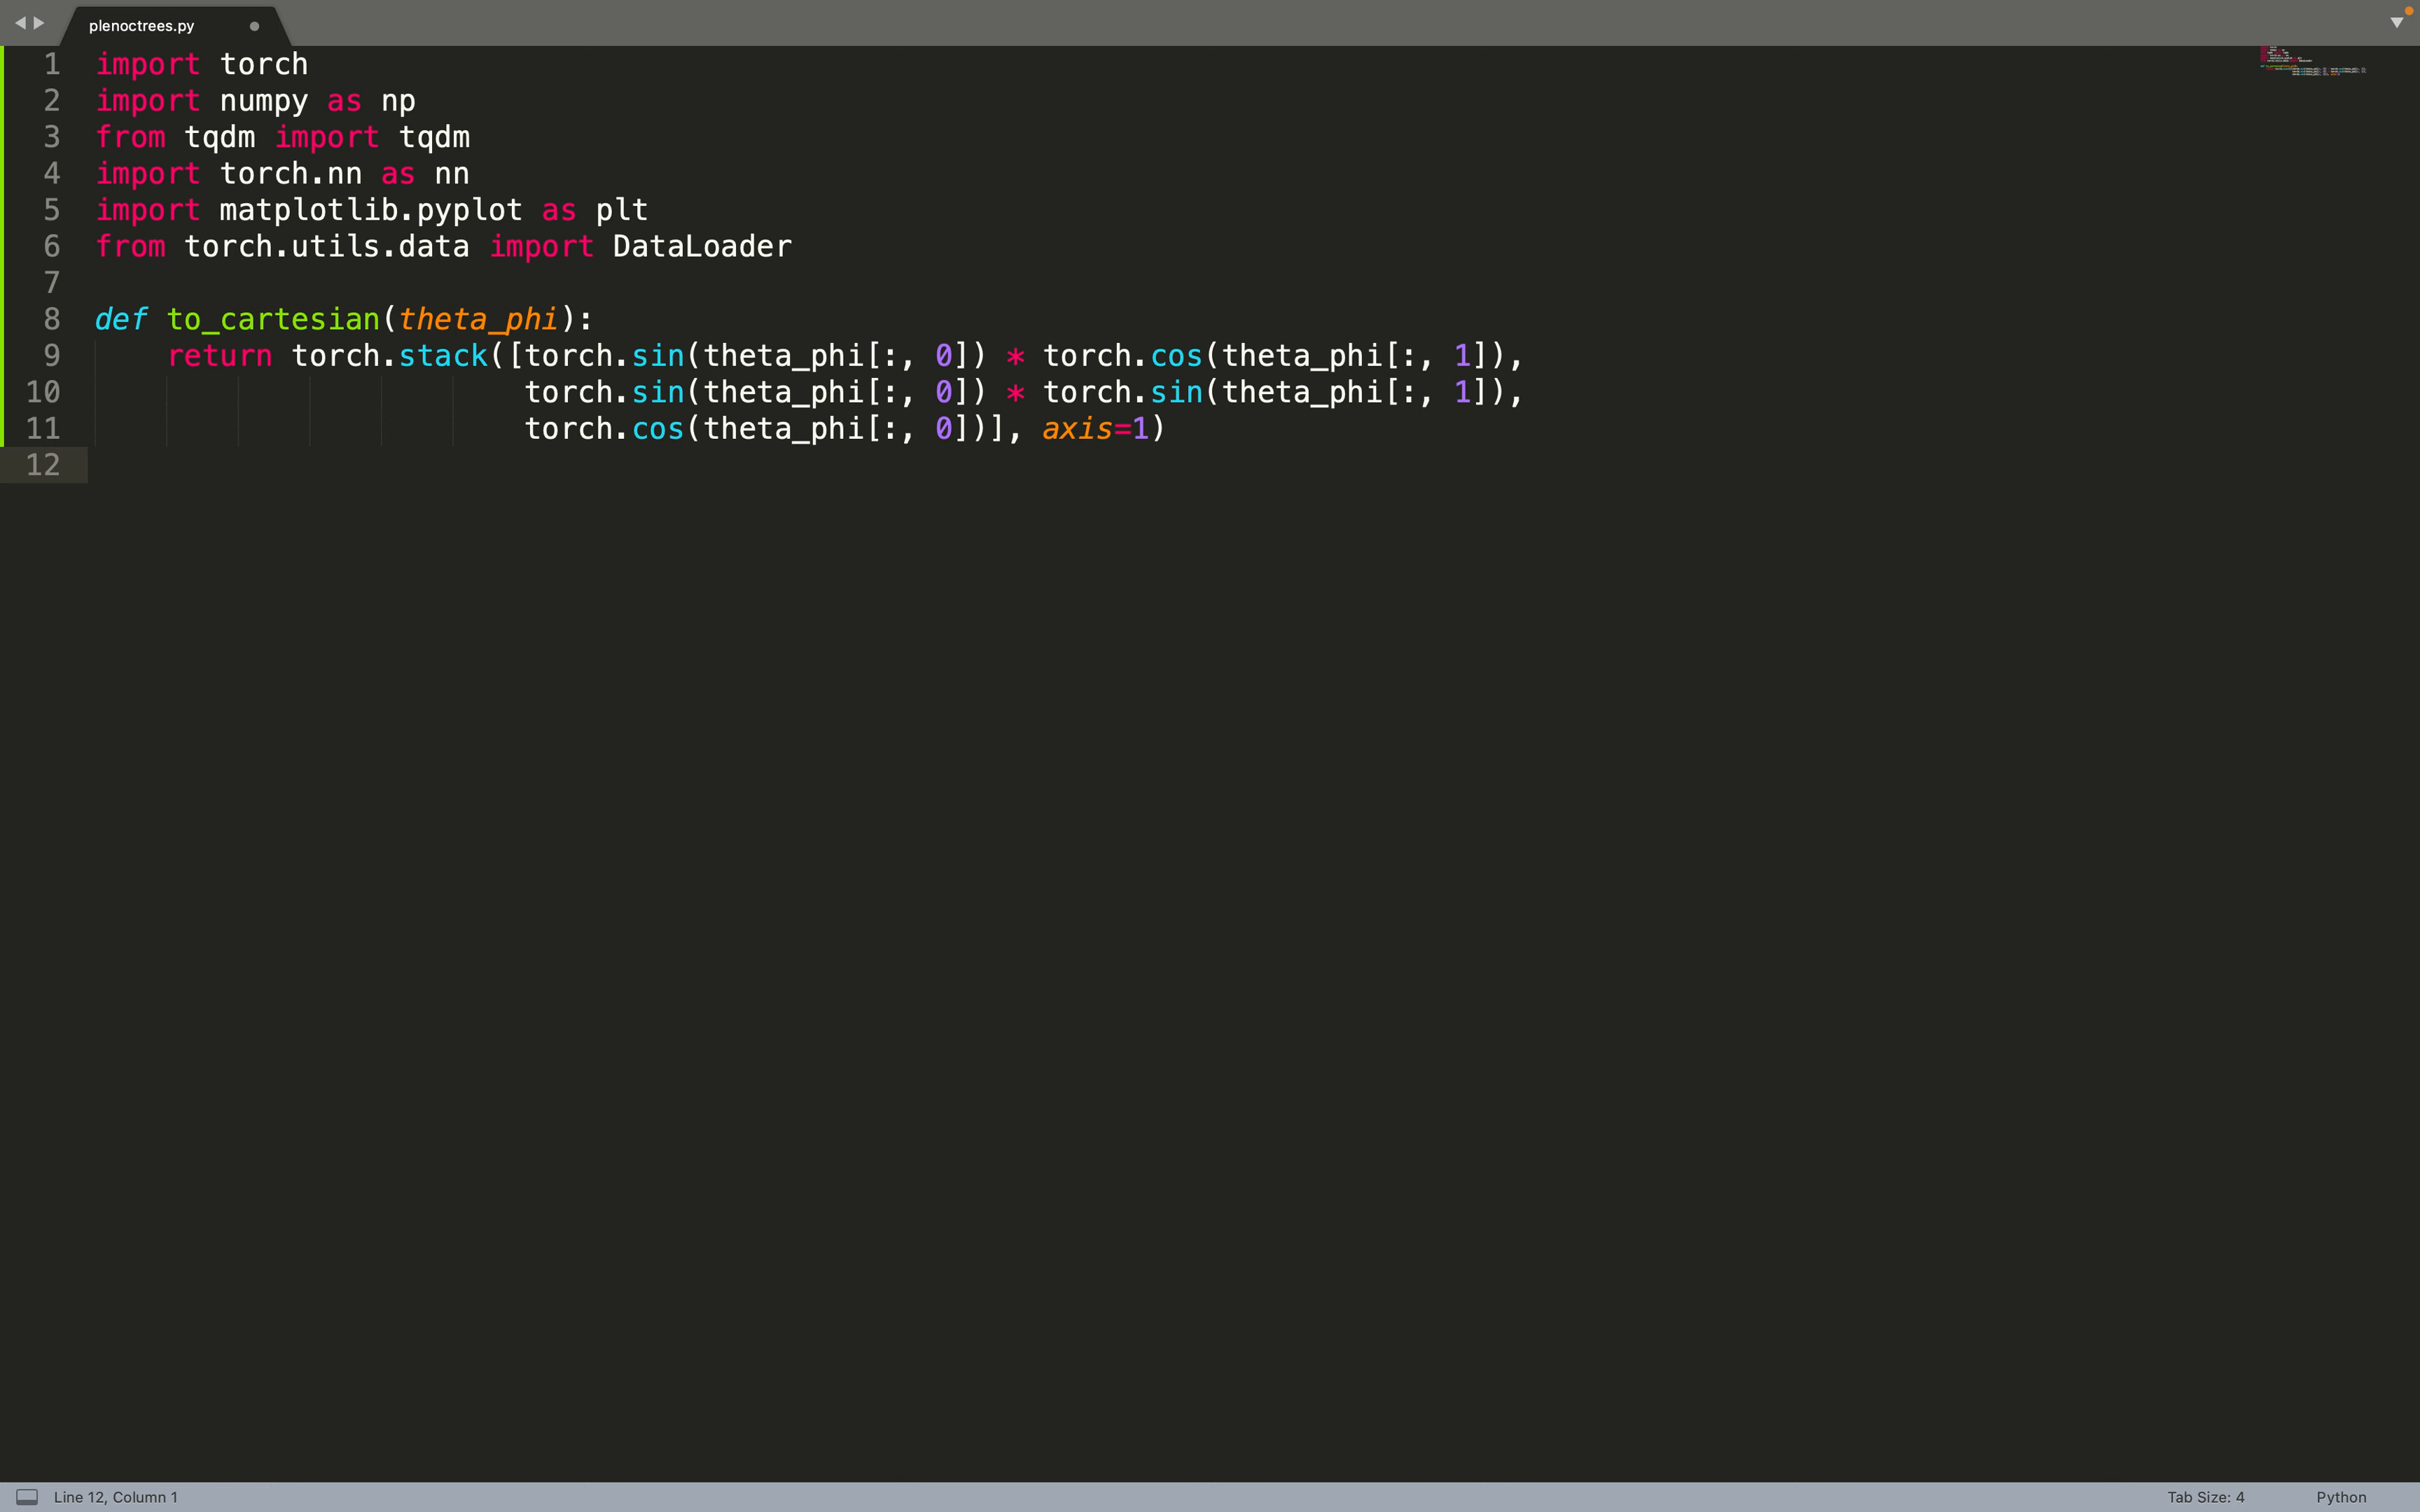 plenoctrees.py
1 import torch
2 import numpy as np
3 from tqdm import tqdm
4 import torch.nn as nn
5 import matplotlib.pyplot as plt
6 from torch.utils.data import DataLoader
7
8 def to_cartesian(theta_phi):
9     return torch.stack([torch.sin(theta_phi[:, 0]) * torch.cos(theta_phi[:, 1]),
10                         torch.sin(theta_phi[:, 0]) * torch.sin(theta_phi[:, 1]),
11                         torch.cos(theta_phi[:, 0])], axis=1)
12
Line 12, Column 1
Tab Size: 4
Python